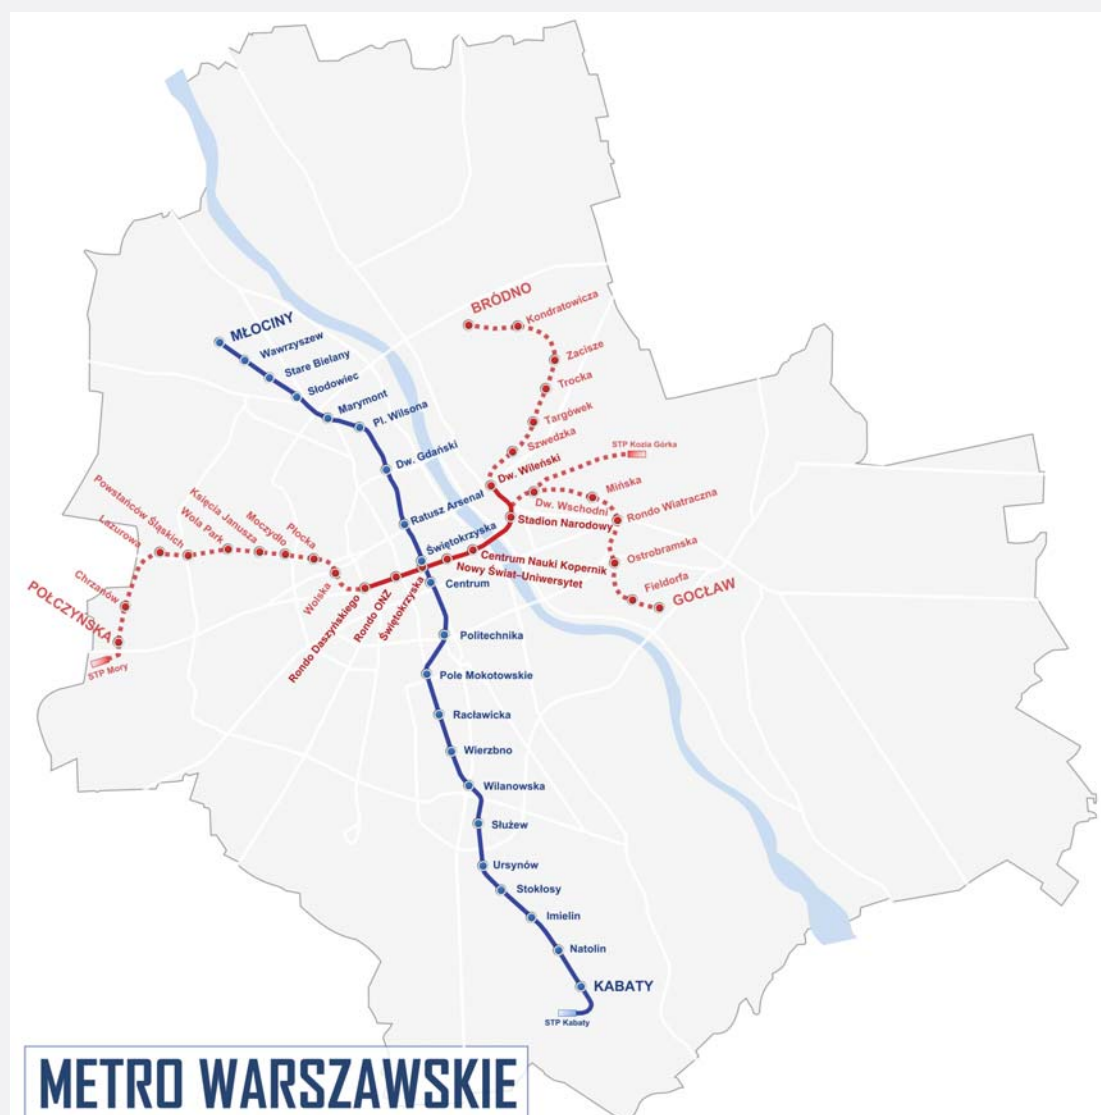 BRÓDNO
Kondratowicza
Zacisze
Trocka
Targówek
Szwedzka
Dw. Wileński
STP Kozia Górka
MŁOCINY
Wawrzyszew
Stare Bielany
Słodowiec
Marymont
Pl. Wilsona
Dw. Gdański
Ratusz Arsenał
Świętokrzyska
Centrum
Politechnika
Pole Mokotowskie
Racławicka
Wierzbno
Wilanowska
Służew
Ursynów
Stokłosy
Imielin
Natolin
KABATY
STP Kabaty
Stadion Narodowy
Centrum Nauki Kopernik
Nowy Świat–Uniwersytet
Świętokrzyska
Rondo ONZ
Rondo Daszyńskiego
Wolska
Płocka
Moczydło
Księcia Janusza
Wola Park
Powstańców Śląskich
Lazurowa
Chrzanów
POŁCZYŃSKA
STP Mory
Dw. Wschodni
Mińska
Rondo Wiatraczna
Ostrobramska
Fieldorfa
GOCŁAW
METRO WARSZAWSKIE